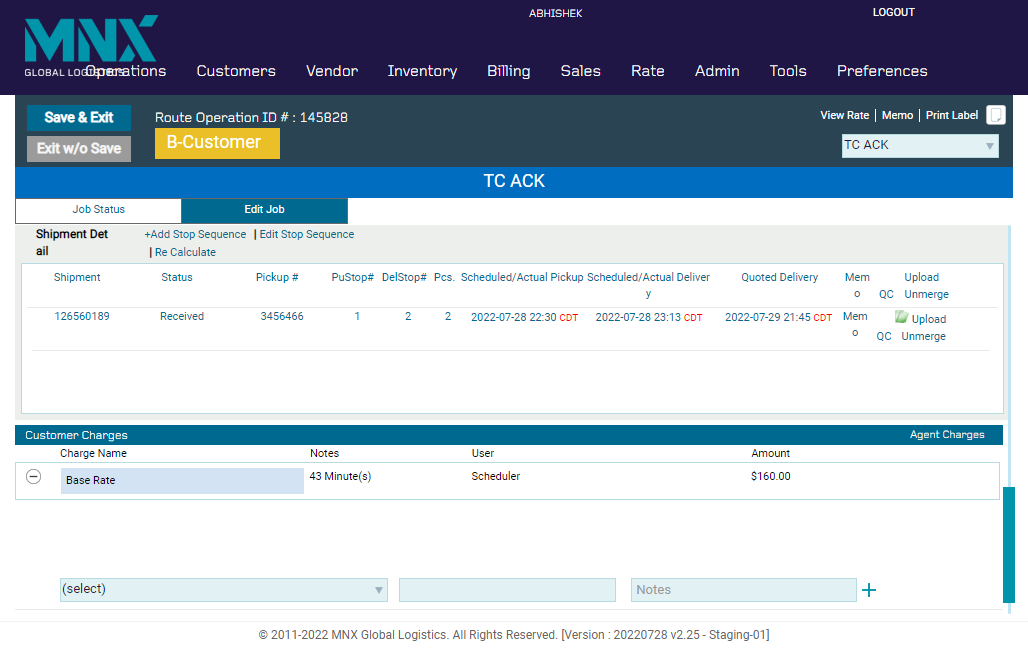 ABHISHEK
LOGOUT
MNX
GLOBAL LOGISTICS
Operations Customers Vendor Inventory Billing Sales Rate Admin Tools Preferences
Save & Exit
Exit w/o Save
Route Operation ID # : 145828
B-Customer
View Rate | Memo | Print Label
TC ACK
TC ACK
Job Status
Edit Job
Shipment Det
ail
+Add Stop Sequence | Edit Stop Sequence
| Re Calculate
Shipment Status Pickup # PuStop# DelStop# Pcs. Scheduled/Actual Pickup Scheduled/Actual Deliver Quoted Delivery Mem Upload
y o QC Unmerge
126560189 Received 3456466 1 2 2 2022-07-28 22:30 CDT 2022-07-28 23:13 CDT 2022-07-29 21:45 CDT Mem Upload
o QC Unmerge
Customer Charges Agent Charges
Charge Name Notes User Amount
Base Rate 43 Minute(s) Scheduler $160.00
(select) Notes +
© 2011-2022 MNX Global Logistics. All Rights Reserved. [Version : 20220728 v2.25 - Staging-01]